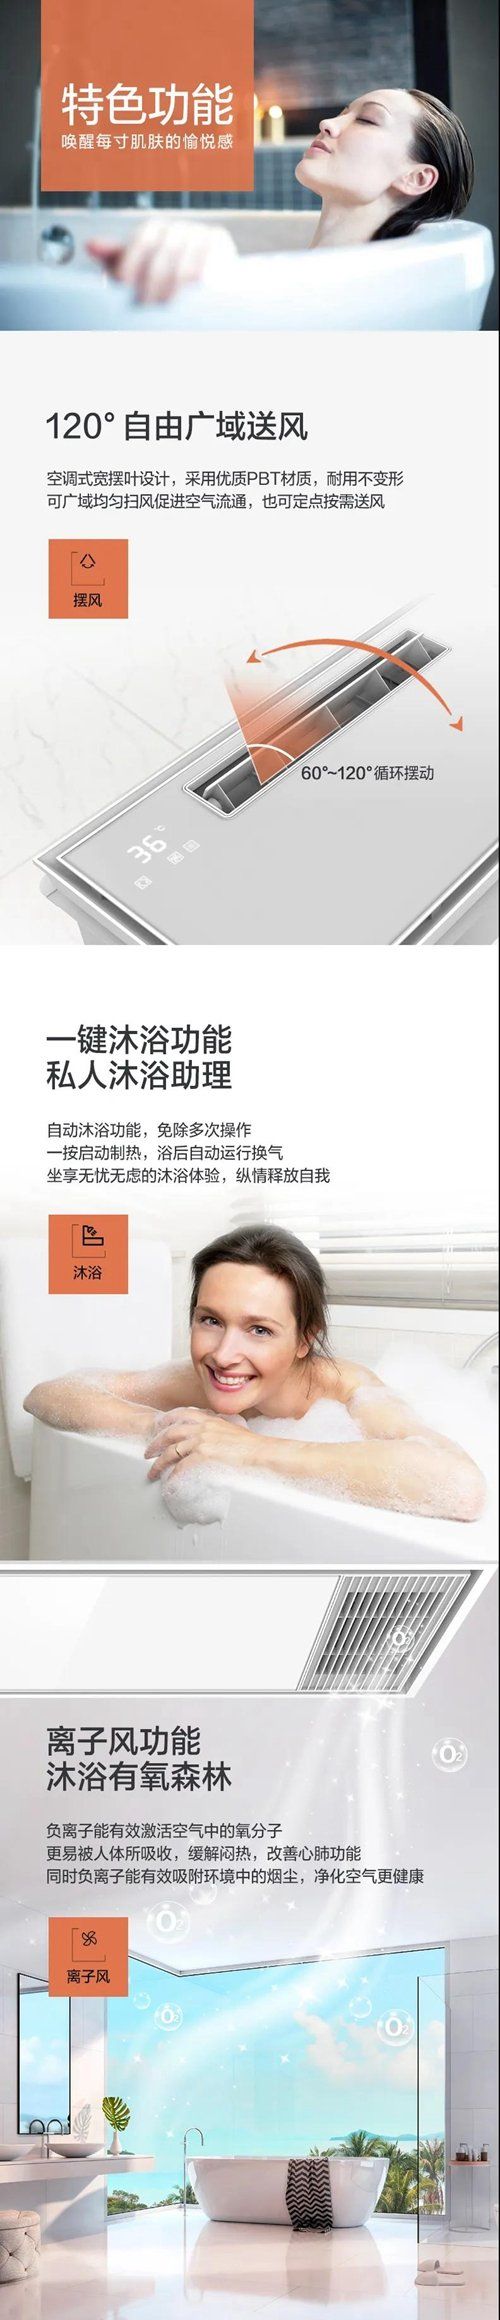 特色功能
唤醒每寸肌肤的愉悦感
120° 自由广域送风
空调式宽摆叶设计，采用优质PBT材质，耐用不变形
可广域均匀扫风促进空气流通，也可定点按需送风
摆风
60°~120°循环摆动
36°C
一键沐浴功能
私人沐浴助理
自动沐浴功能，免除多次操作
一按启动制热，浴后自动运行换气
坐享无忧无虑的沐浴体验，纵情释放自我
沐浴
O2
离子风功能
沐浴有氧森林
O2
负离子能有效激活空气中的氧分子
更易被人体所吸收，缓解闷热，改善心肺功能
同时负离子能有效吸附环境中的烟尘，净化空气更健康
O2
离子风
O2
O2